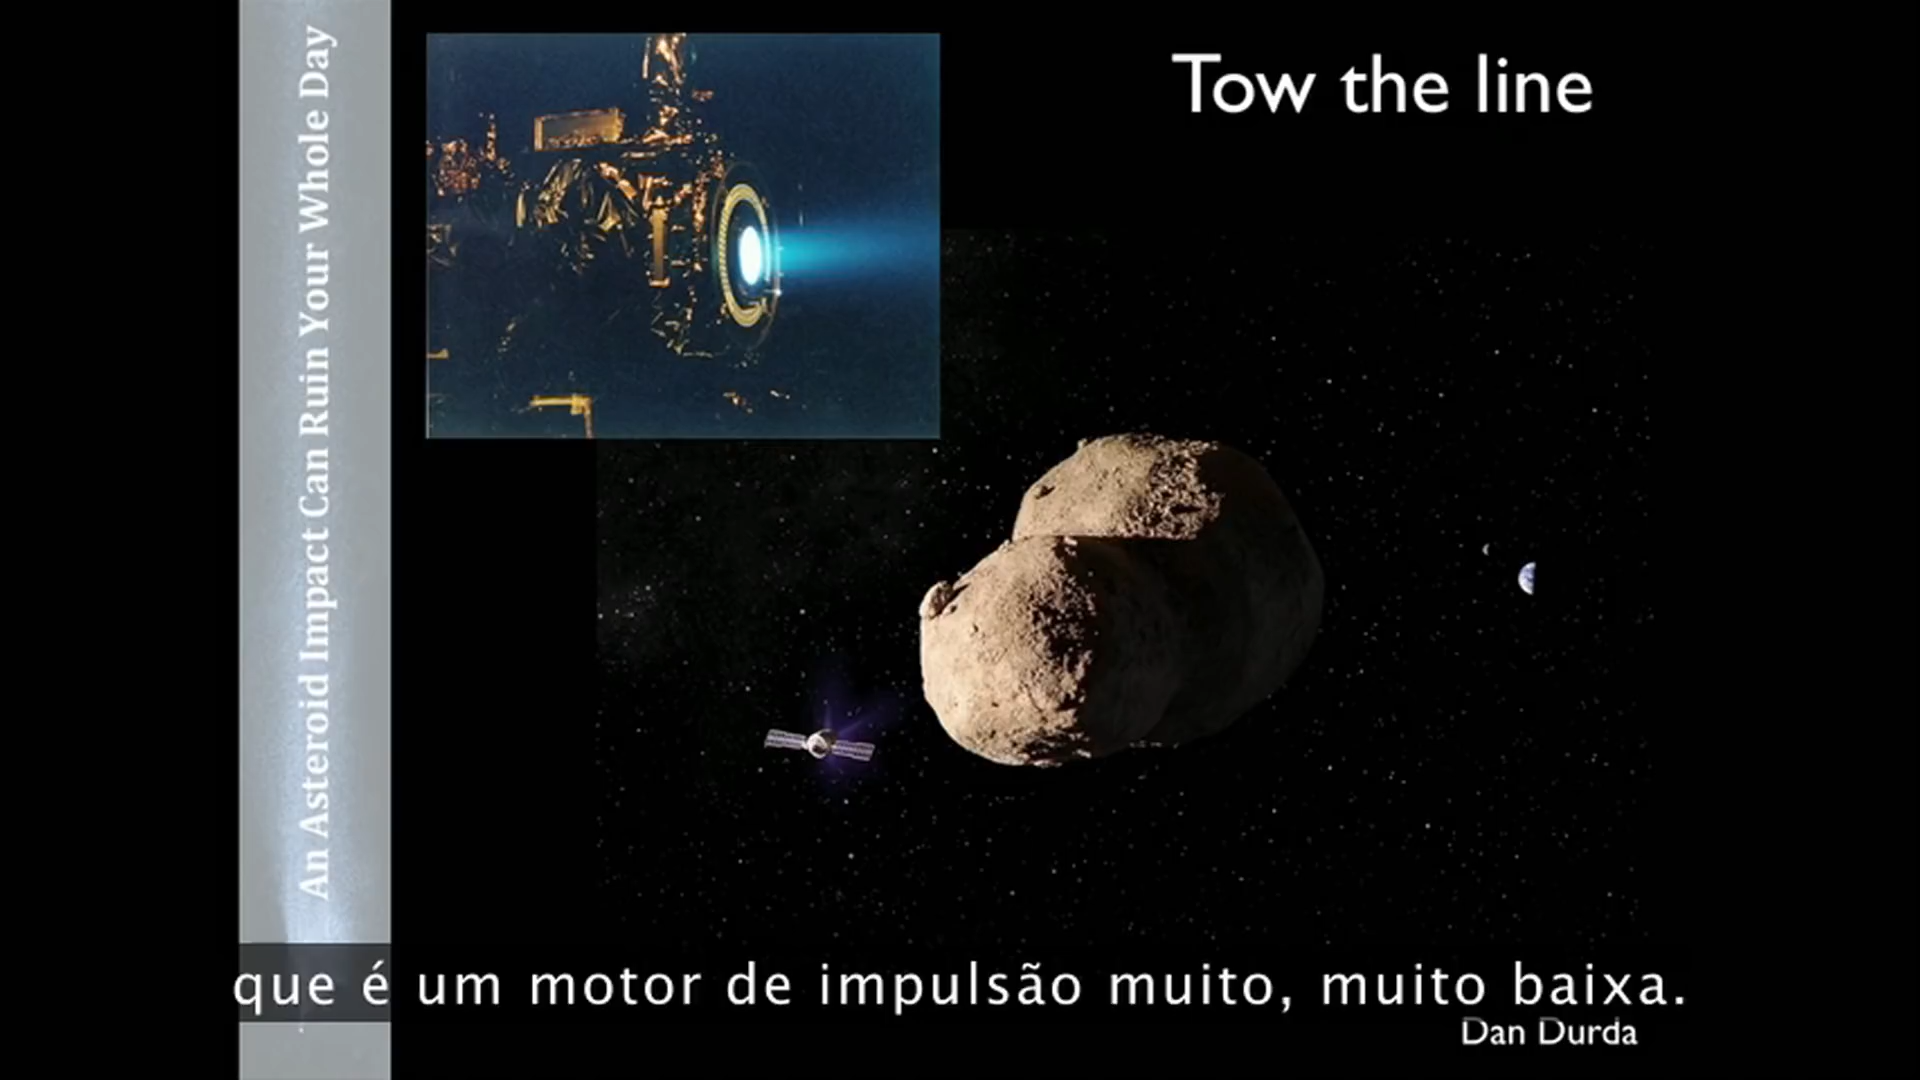 An Asteroid Impact Can Ruin Your Whole Day
Tow the line
que é um motor de impulsão muito, muito baixa.
Dan Durda